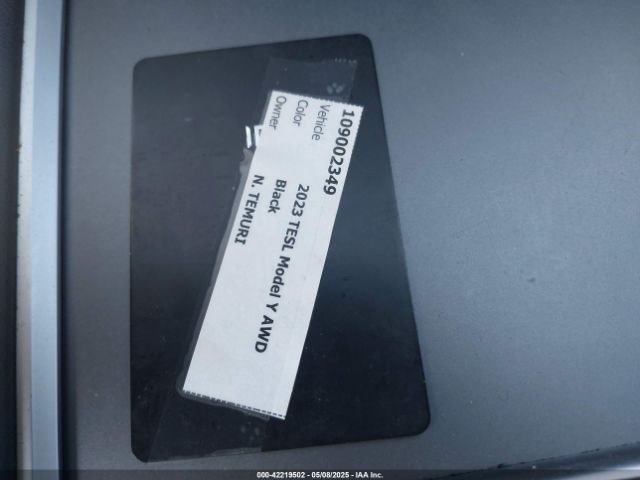 109002349
Vehicle 2023 TESL Model Y AWD
Color Black
Owner N. TEMURI
000-42219502 - 05/08/2025 - IAA Inc.